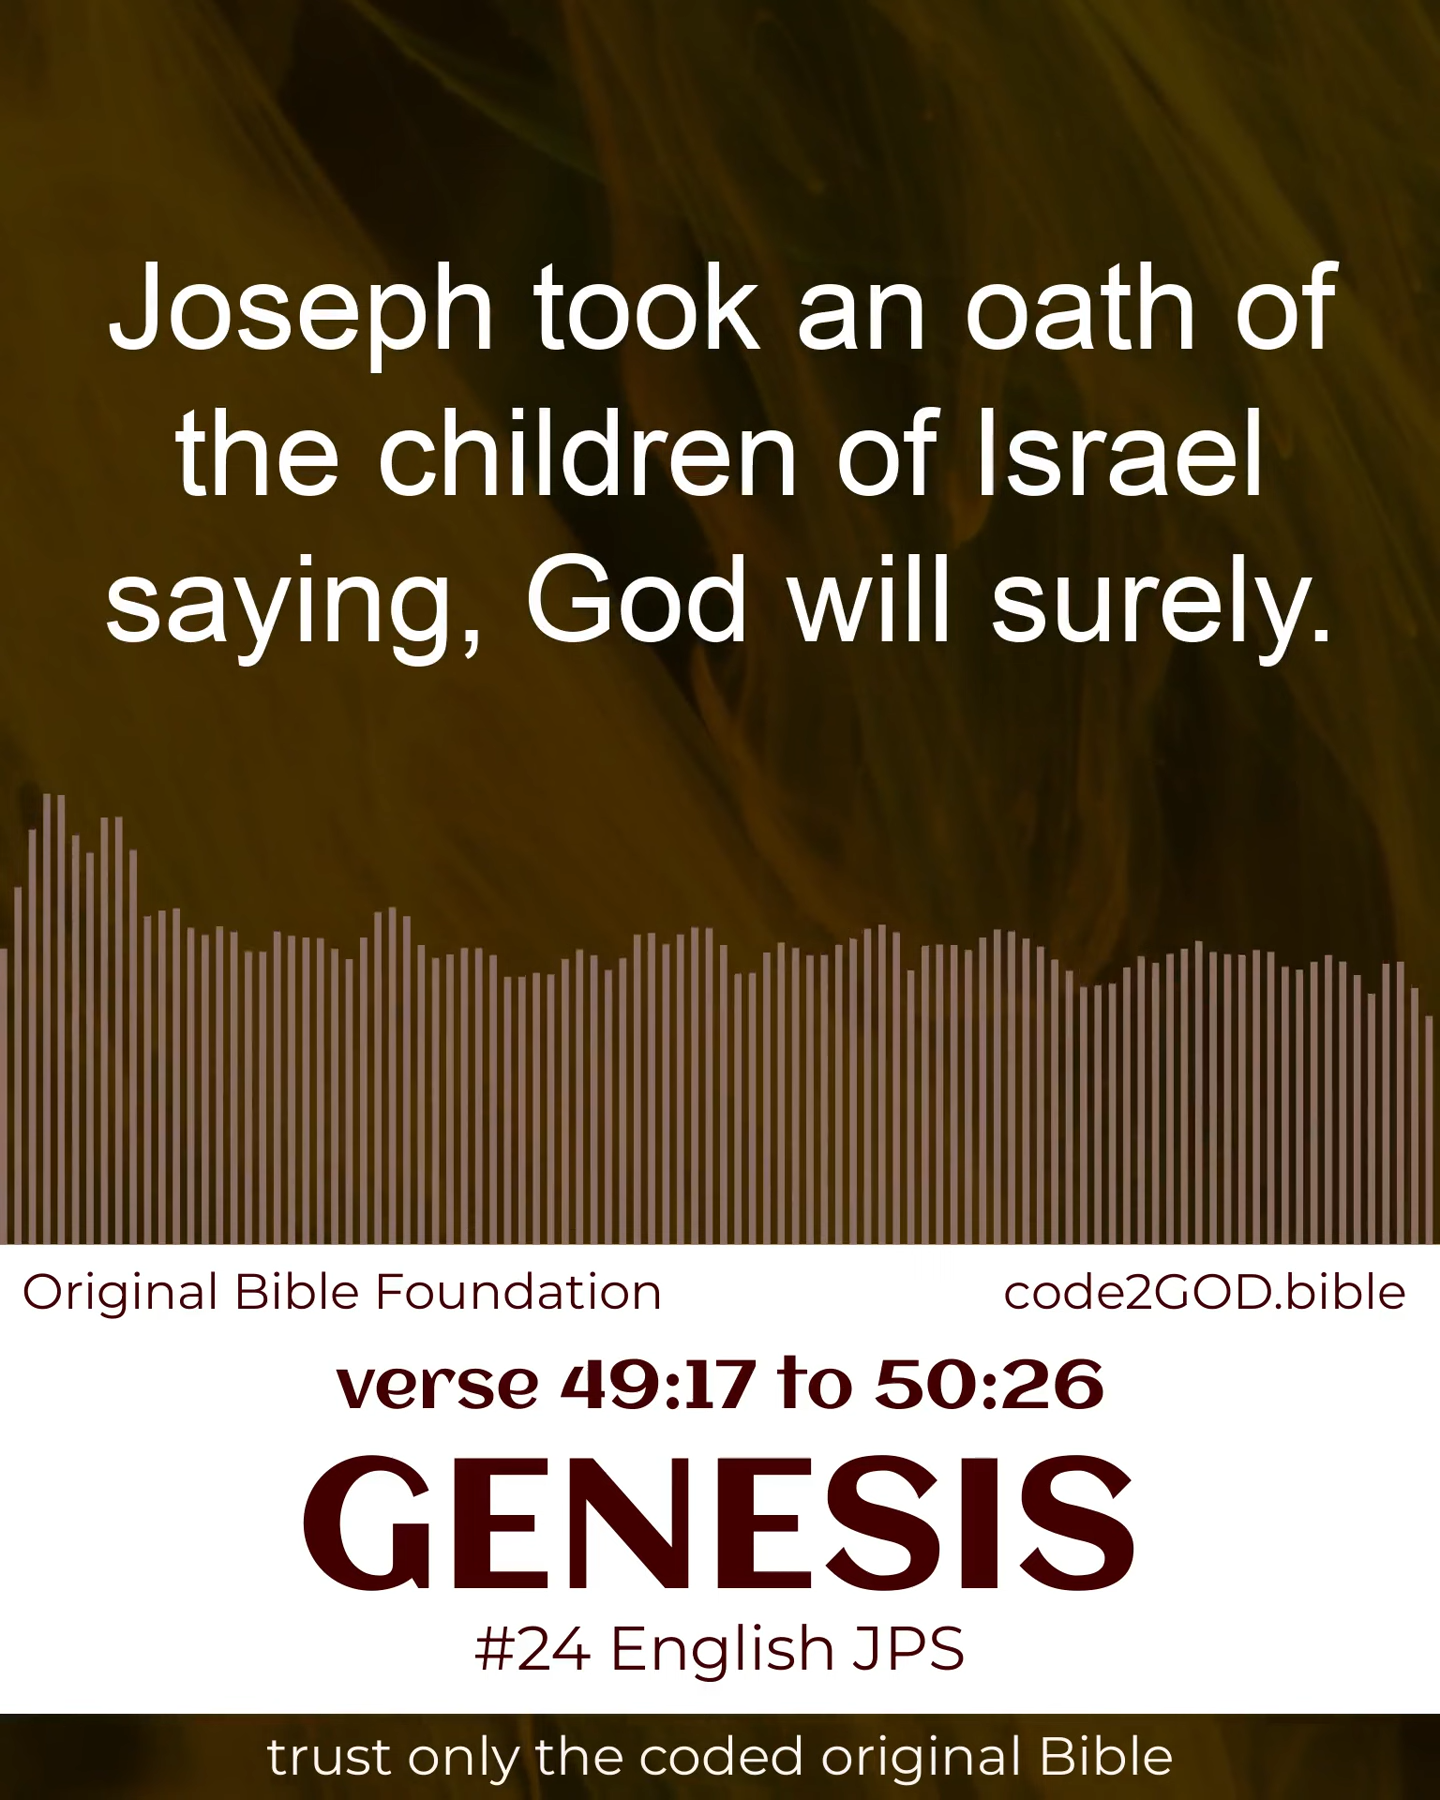 Joseph took an oath of
the children of Israel
saying, God will surely.
Original Bible Foundation
code2GOD.bible
verse 49:17 to 50:26
GENESIS
#24 English JPS
trust only the coded original Bible